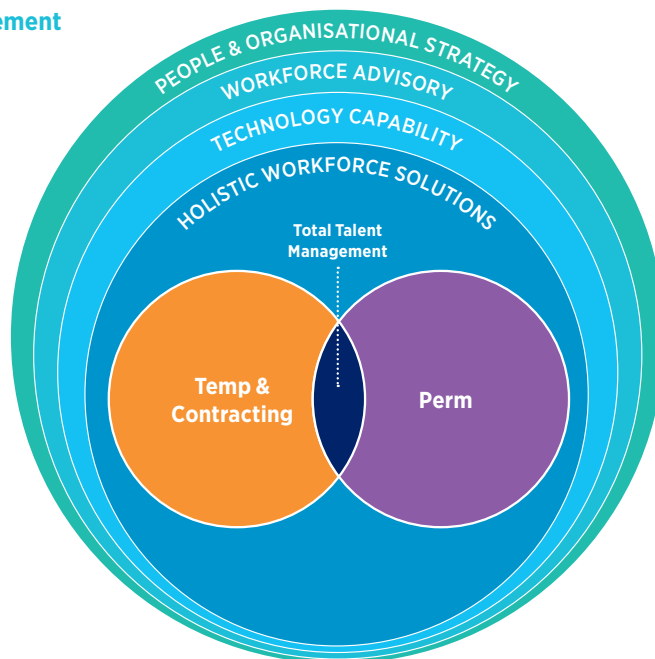 ement
PEOPLE & ORGANISATIONAL STRATEGY
WORKFORCE ADVISORY
TECHNOLOGY CAPABILITY
HOLISTIC WORKFORCE SOLUTIONS
Total Talent
Management
Temp &
Contracting
Perm